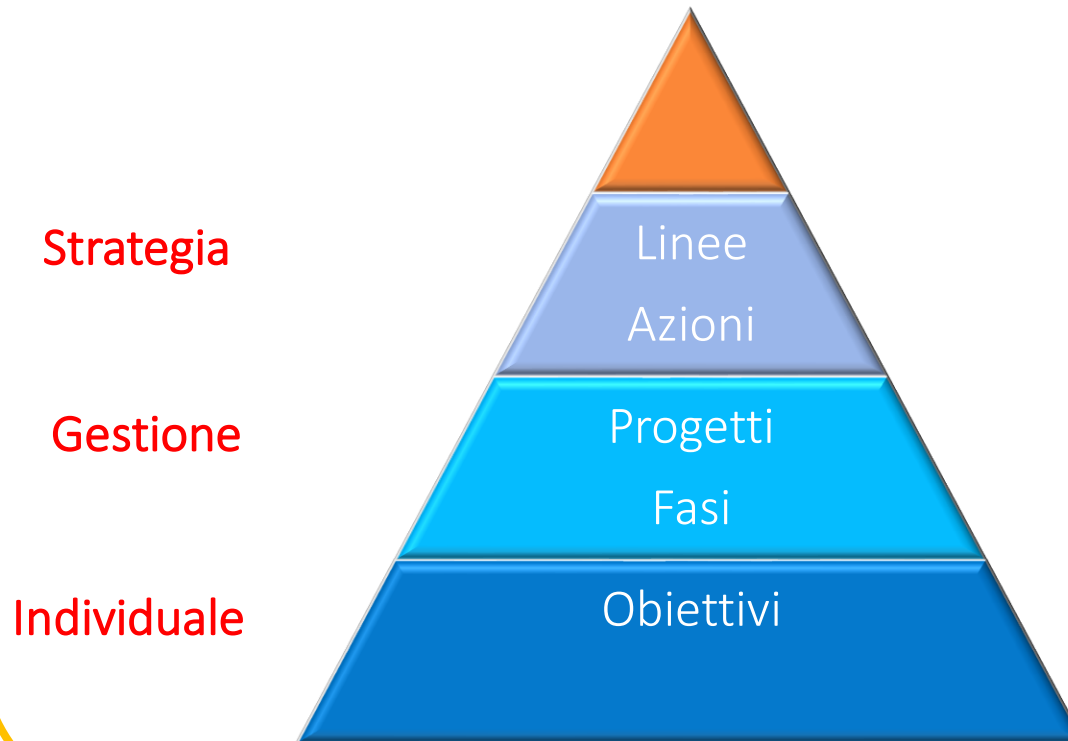 Strategia
Linee
Azioni
Gestione
Progetti
Fasi
Individuale
Obiettivi